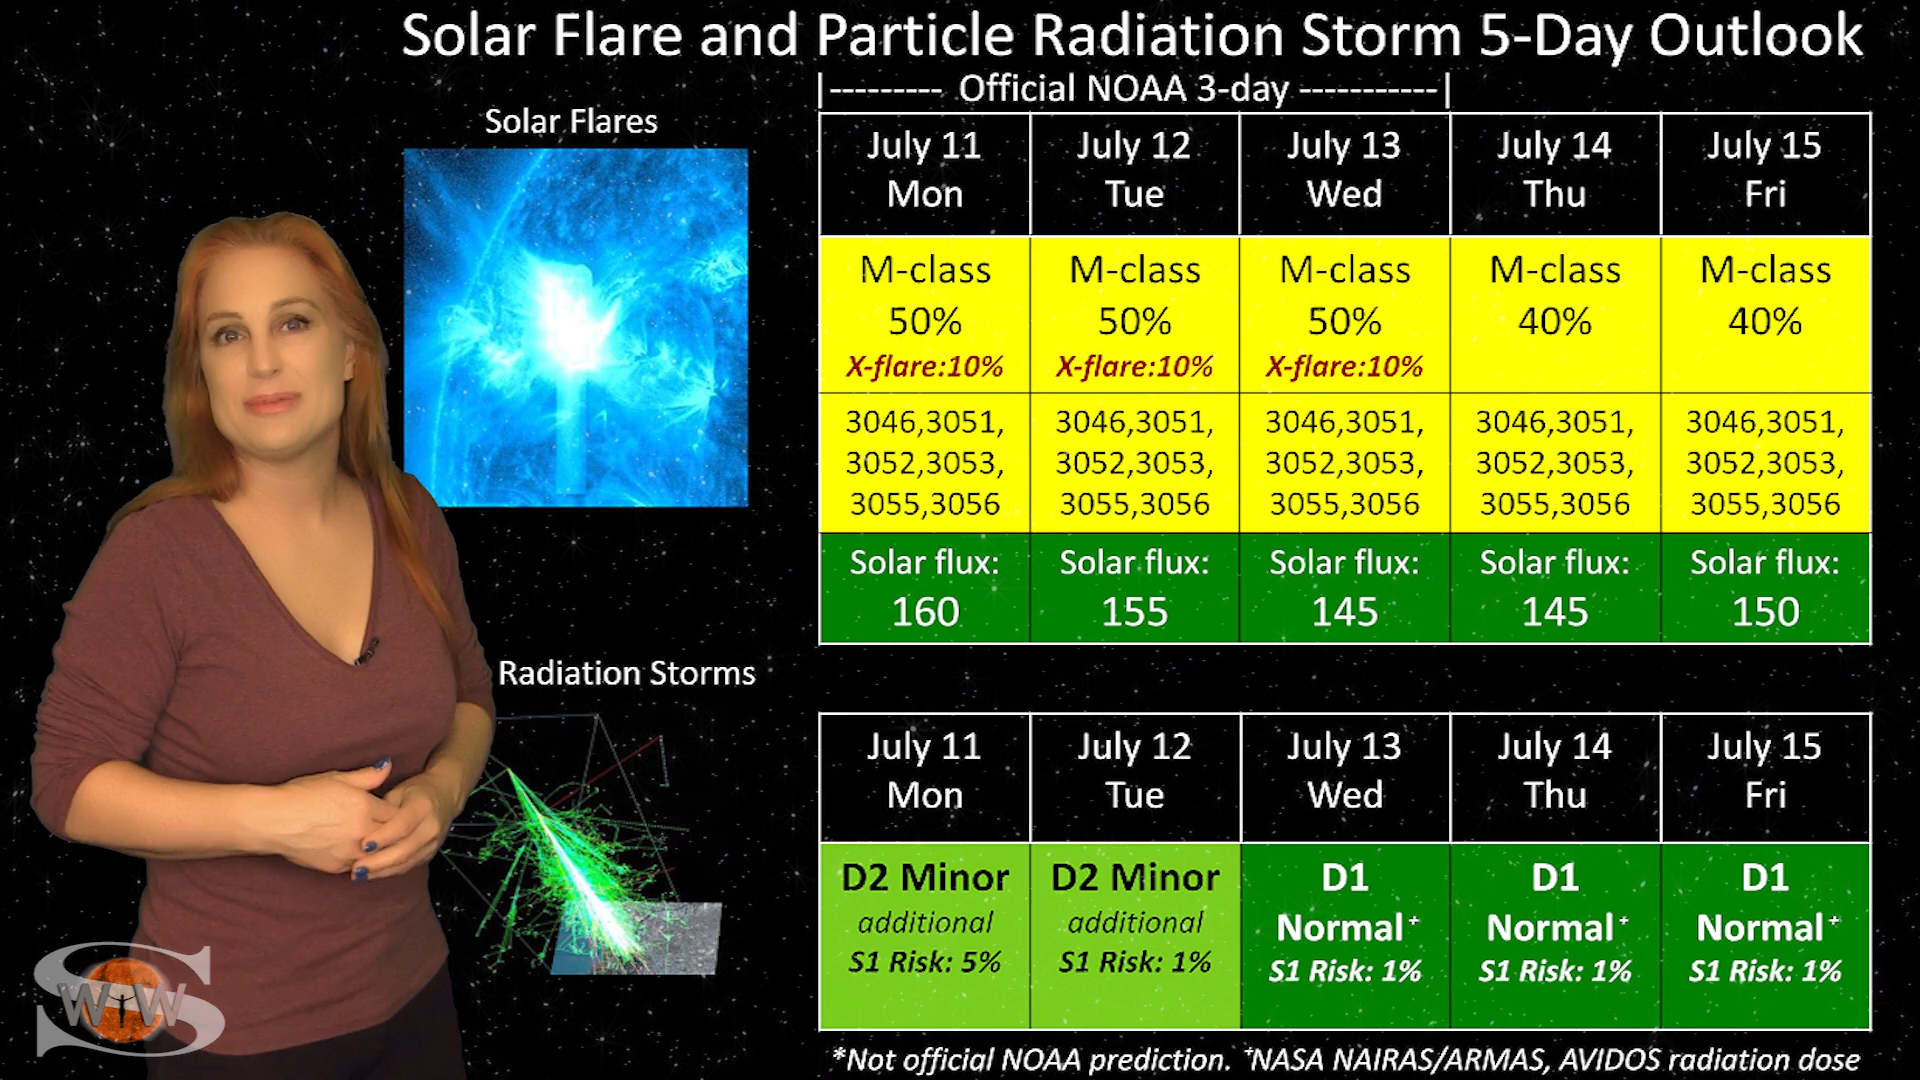 Solar Flare and Particle Radiation Storm 5-Day Outlook
|--------- Official NOAA 3-day -----------|
Solar Flares
July 11 July 12 July 13 July 14 July 15
Mon Tue Wed Thu Fri
M-class M-class M-class M-class M-class
50% 50% 50% 40% 40%
X-flare:10% X-flare:10% X-flare:10%
3046,3051, 3046,3051, 3046,3051, 3046,3051, 3046,3051,
3052,3053, 3052,3053, 3052,3053, 3052,3053, 3052,3053,
3055,3056 3055,3056 3055,3056 3055,3056 3055,3056
Solar flux: Solar flux: Solar flux: Solar flux: Solar flux:
160 155 145 145 150
Radiation Storms
July 11 July 12 July 13 July 14 July 15
Mon Tue Wed Thu Fri
D2 Minor D2 Minor D1 D1 D1
additional additional Normal+ Normal+ Normal+
S1 Risk: 5% S1 Risk: 1% S1 Risk: 1% S1 Risk: 1% S1 Risk: 1%
SWTW
*Not official NOAA prediction. +NASA NAIRAS/ARMAS, AVIDOS radiation dose